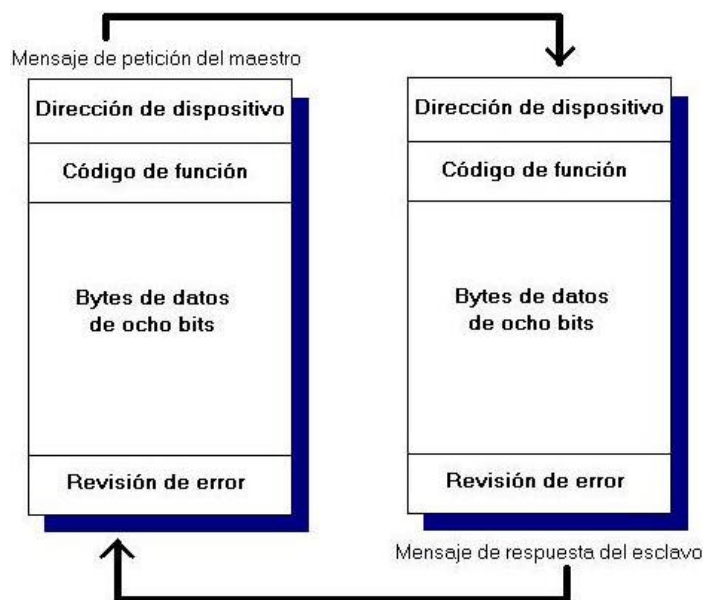 Mensaje de petición del maestro
Dirección de dispositivo
Código de función
Bytes de datos
de ocho bits
Revisión de error
Dirección de dispositivo
Código de función
Bytes de datos
de ocho bits
Revisión de error
Mensaje de respuesta del esclavo